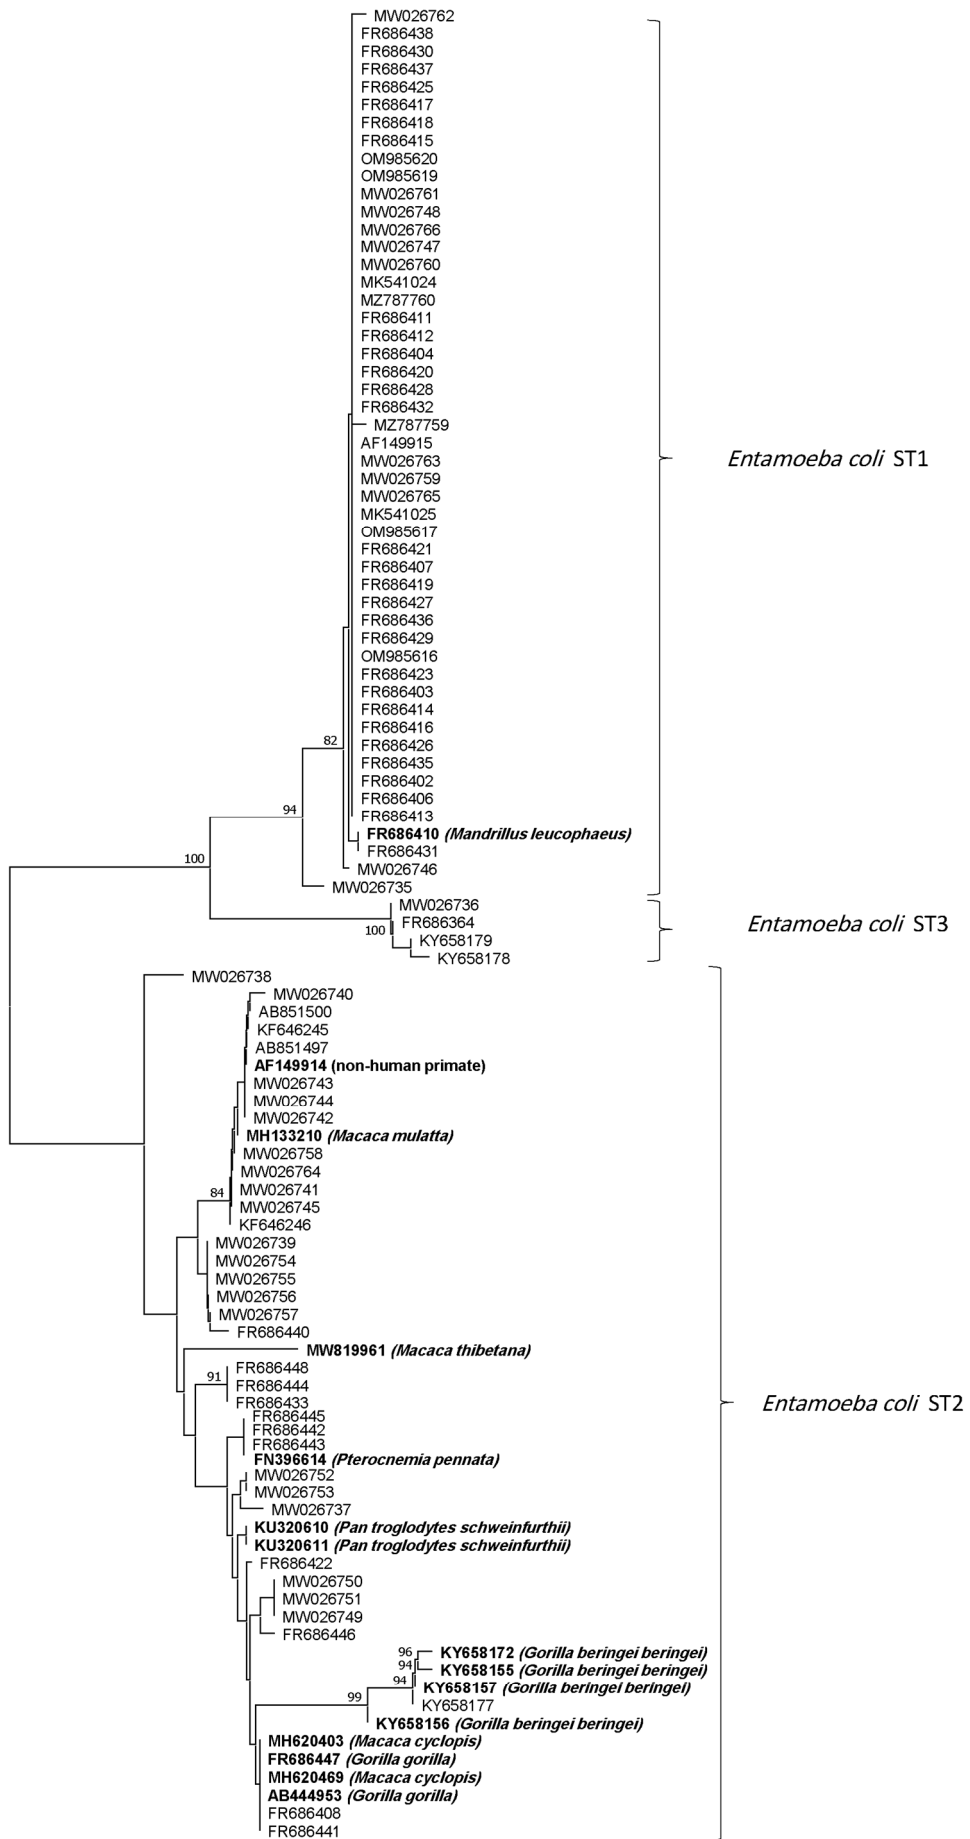 MW026762
FR686438
FR686430
FR686437
FR686425
FR686417
FR686418
FR686415
OM985620
OM985619
MW026761
MW026748
MW026766
MW026747
MW026760
MK541024
MZ787760
FR686411
FR686412
FR686404
FR686420
FR686428
FR686432
MZ787759
AF149915
MW026763
Entamoeba coli ST1
MW026759
MW026765
MK541025
OM985617
FR686421
FR686407
FR686419
FR686427
FR686436
FR686429
OM985616
FR686423
FR686403
FR686414
FR686416
82
FR686426
FR686435
FR686402
FR686406
94
FR686413
FR686410 (Mandrillus leucophaeus)
FR686431
100
MW026746
MW026735
MW026736
FR686364
Entamoeba coli ST3
100
KY658179
KY658178
MW026738
MW026740
AB851500
KF646245
AB851497
AF149914 (non-human primate)
MW026743
MW026744
MW026742
MH133210 (Macaca mulatta)
MW026758
MW026764
84
MW026741
MW026745
KF646246
MW026739
MW026754
MW026755
MW026756
MW026757
FR686440
MW819961 (Macaca thibetana)
FR686448
91
FR686444
FR686433
Entamoeba coli ST2
FR686445
FR686442
FR686443
FN396614 (Pterocnemia pennata)
MW026752
MW026753
MW026737
KU320610 (Pan troglodytes schweinfurthii)
KU320611 (Pan troglodytes schweinfurthii)
FR686422
MW026750
MW026751
MW026749
FR686446
96
KY658172 (Gorilla beringei beringei)
94
KY658155 (Gorilla beringei beringei)
94
KY658157 (Gorilla beringei beringei)
99
KY658177
KY658156 (Gorilla beringei beringei)
MH620403 (Macaca cyclopis)
FR686447 (Gorilla gorilla)
MH620469 (Macaca cyclopis)
AB444953 (Gorilla gorilla)
FR686408
FR686441